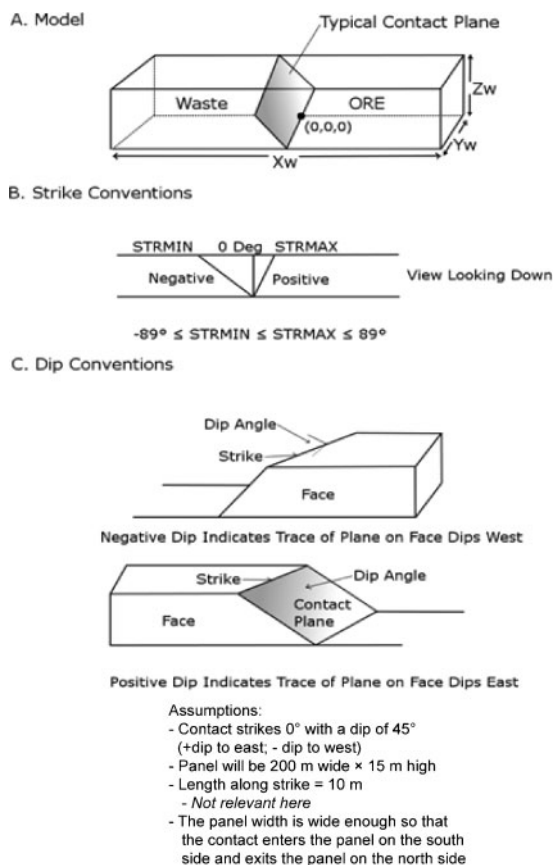 A. Model
Typical Contact Plane
Waste
ORE
Zw
(0,0,0)
Yw
Xw
B. Strike Conventions
STRMIN 0 Deg STRMAX
Negative Positive
View Looking Down
-89° ≤ STRMIN ≤ STRMAX ≤ 89°
C. Dip Conventions
Dip Angle
Strike
Face
Negative Dip Indicates Trace of Plane on Face Dips West
Strike
Dip Angle
Contact
Plane
Face
Positive Dip Indicates Trace of Plane on Face Dips East
Assumptions:
- Contact strikes 0° with a dip of 45°
(+dip to east; - dip to west)
- Panel will be 200 m wide × 15 m high
- Length along strike = 10 m
- Not relevant here
- The panel width is wide enough so that
the contact enters the panel on the south
side and exits the panel on the north side